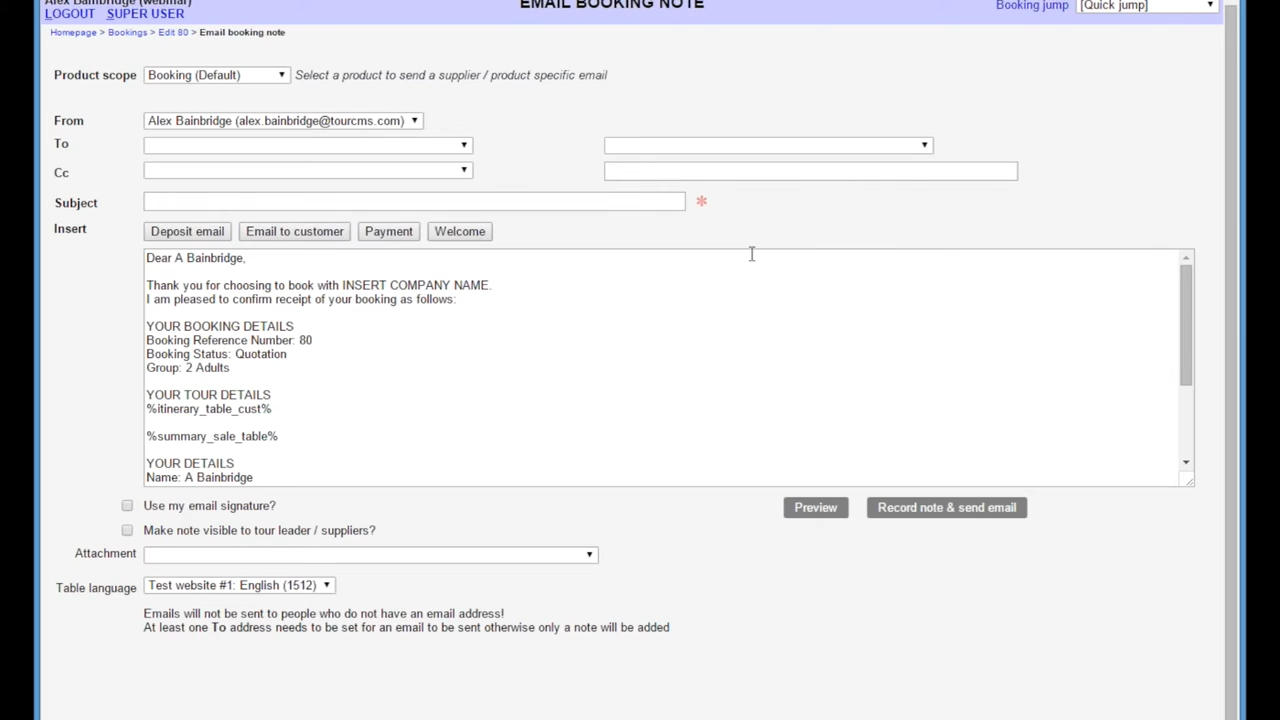 Alex Bainbridge (webinar)
EMAIL BOOKING NOTE
Booking jump [Quick jump]
LOGOUT SUPER USER
Homepage > Bookings > Edit 80 > Email booking note
Product scope Booking (Default) Select a product to send a supplier / product specific email
From Alex Bainbridge (alex.bainbridge@tourcms.com)
To
Cc
Subject *
Insert Deposit email Email to customer Payment Welcome
Dear A Bainbridge,
Thank you for choosing to book with INSERT COMPANY NAME.
I am pleased to confirm receipt of your booking as follows:
YOUR BOOKING DETAILS
Booking Reference Number: 80
Booking Status: Quotation
Group: 2 Adults
YOUR TOUR DETAILS
%itinerary_table_cust%
%summary_sale_table%
YOUR DETAILS
Name: A Bainbridge
Use my email signature? Preview Record note & send email
Make note visible to tour leader / suppliers?
Attachment
Table language Test website #1: English (1512)
Emails will not be sent to people who do not have an email address!
At least one To address needs to be set for an email to be sent otherwise only a note will be added